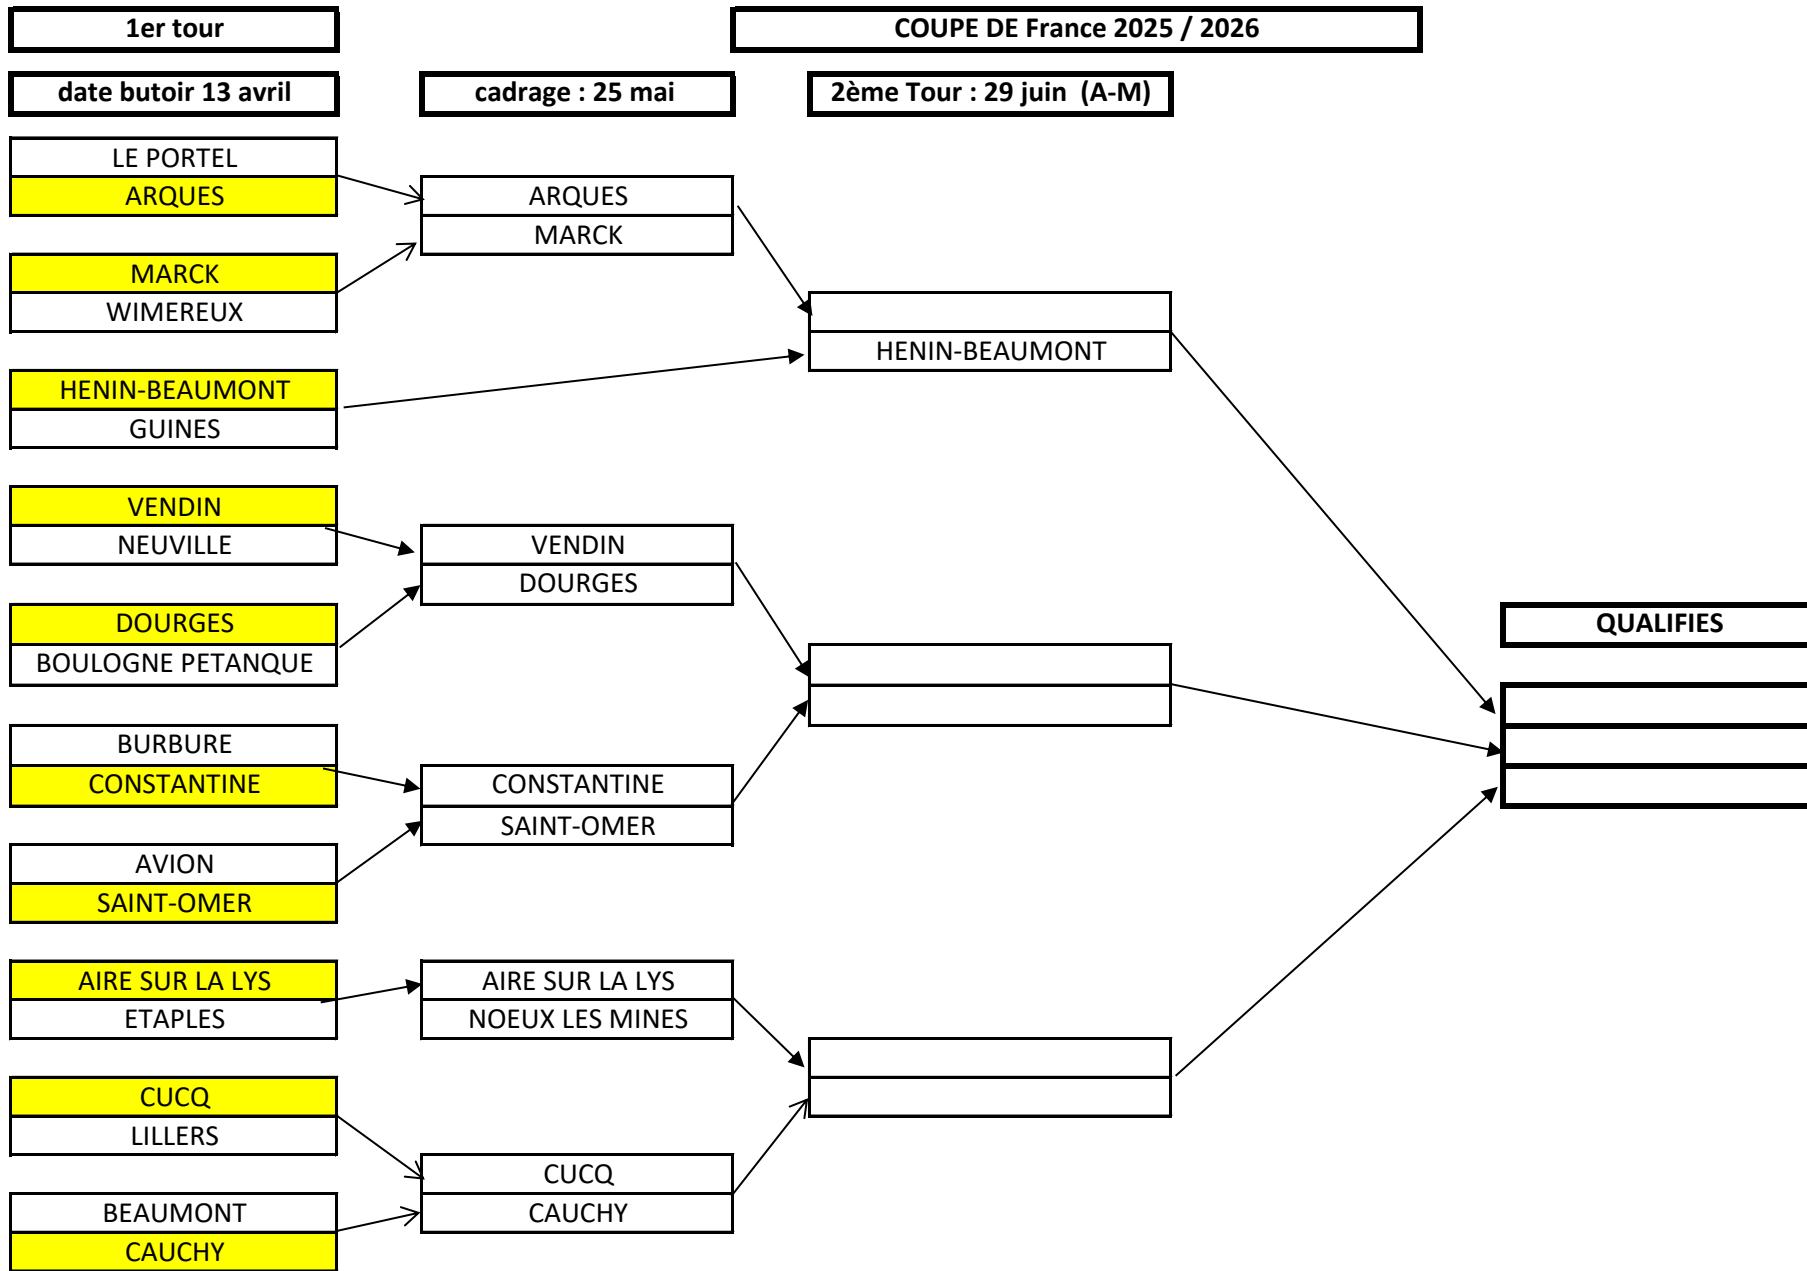 1er tour
COUPE DE France 2025 / 2026
date butoir 13 avril
cadrage : 25 mai
2ème Tour : 29 juin  (A-M)
LE PORTEL
ARQUES
MARCK
WIMEREUX
HENIN-BEAUMONT
GUINES
VENDIN
NEUVILLE
DOURGES
BOULOGNE PETANQUE
BURBURE
CONSTANTINE
AVION
SAINT-OMER
AIRE SUR LA LYS
ETAPLES
CUCQ
LILLERS
BEAUMONT
CAUCHY
ARQUES
MARCK
VENDIN
DOURGES
CONSTANTINE
SAINT-OMER
AIRE SUR LA LYS
NOEUX LES MINES
CUCQ
CAUCHY
HENIN-BEAUMONT
QUALIFIES